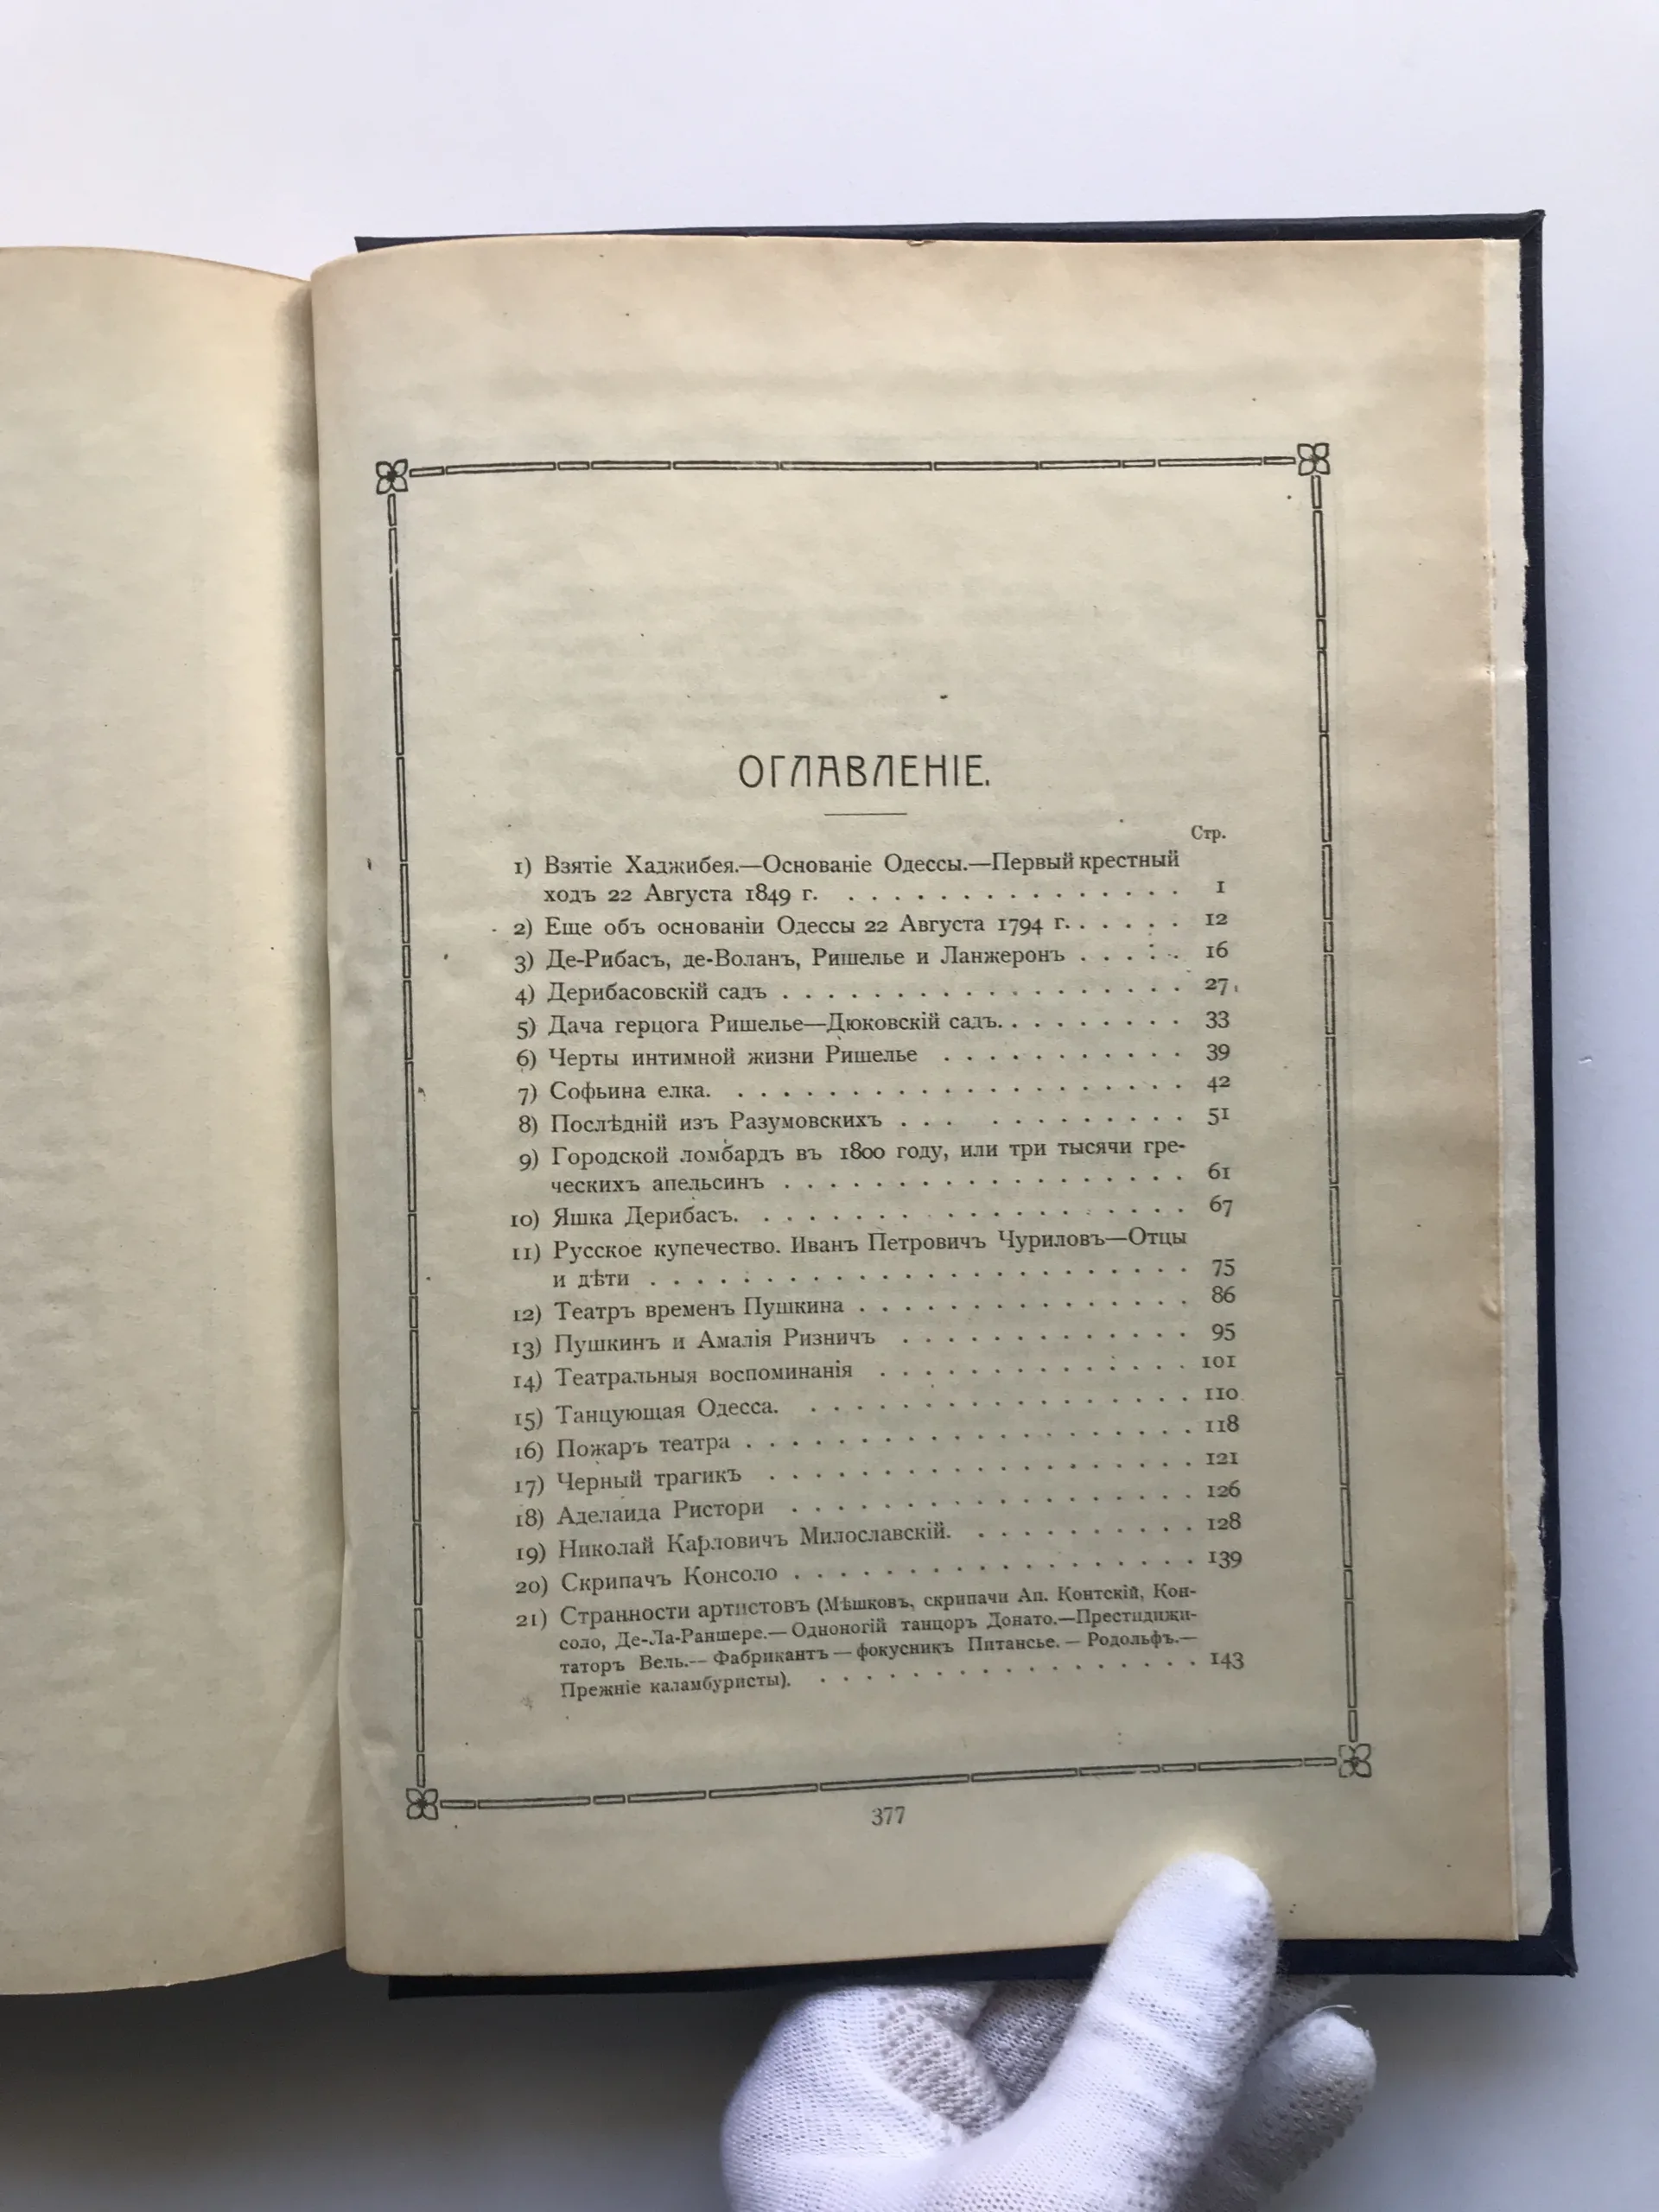 ОГЛАВЛЕНІЕ.
Стр.
1) Взятіе Хаджибея.—Основаніе Одессы.—Первый крестный
ходъ 22 Августа 1849 г. . . . . . . . . . . . . . . . 1
2) Еще объ основаніи Одессы 22 Августа 1794 г. . . . . . 12
3) Де-Рибасъ, де-Воланъ, Ришелье и Ланжеронъ . . . . . 16
4) Дерибасовскій садъ . . . . . . . . . . . . . . . . . . 27
5) Дача герцога Ришелье—Дюковскій садъ. . . . . . . . . 33
6) Черты интимной жизни Ришелье . . . . . . . . . . . 39
7) Софьина елка. . . . . . . . . . . . . . . . . . . . . 42
8) Послѣдній изъ Разумовскихъ . . . . . . . . . . . . 51
9) Городской ломбардъ въ 1800 году, или три тысячи гре-
ческихъ апельсинъ . . . . . . . . . . . . . . . . . . 61
10) Яшка Дерибасъ. . . . . . . . . . . . . . . . . . . . 67
11) Русское купечество. Иванъ Петровичъ Чуриловъ—Отцы
и дѣти . . . . . . . . . . . . . . . . . . . . . . . . 75
12) Театръ временъ Пушкина . . . . . . . . . . . . . . . 86
13) Пушкинъ и Амалія Ризничъ . . . . . . . . . . . . . 95
14) Театральныя воспоминанія . . . . . . . . . . . . . . 101
15) Танцующая Одесса. . . . . . . . . . . . . . . . . . 110
16) Пожаръ театра . . . . . . . . . . . . . . . . . . . . 118
17) Черный трагикъ . . . . . . . . . . . . . . . . . . . 121
18) Аделаида Ристори . . . . . . . . . . . . . . . . . . 126
19) Николай Карловичъ Милославскій. . . . . . . . . . . 128
20) Скрипачъ Консоло . . . . . . . . . . . . . . . . . . 139
21) Странности артистовъ (Мѣшковъ, скрипачи Ап. Контскій, Кон-
соло, Де-Ла-Раншере.— Одноногій танцоръ Донато.—Престидижи-
таторъ Вель.— Фабрикантъ — фокусникъ Питансье. — Родольфъ.—
Прежніе каламбуристы). . . . . . . . . . . . . . . . . 143
377